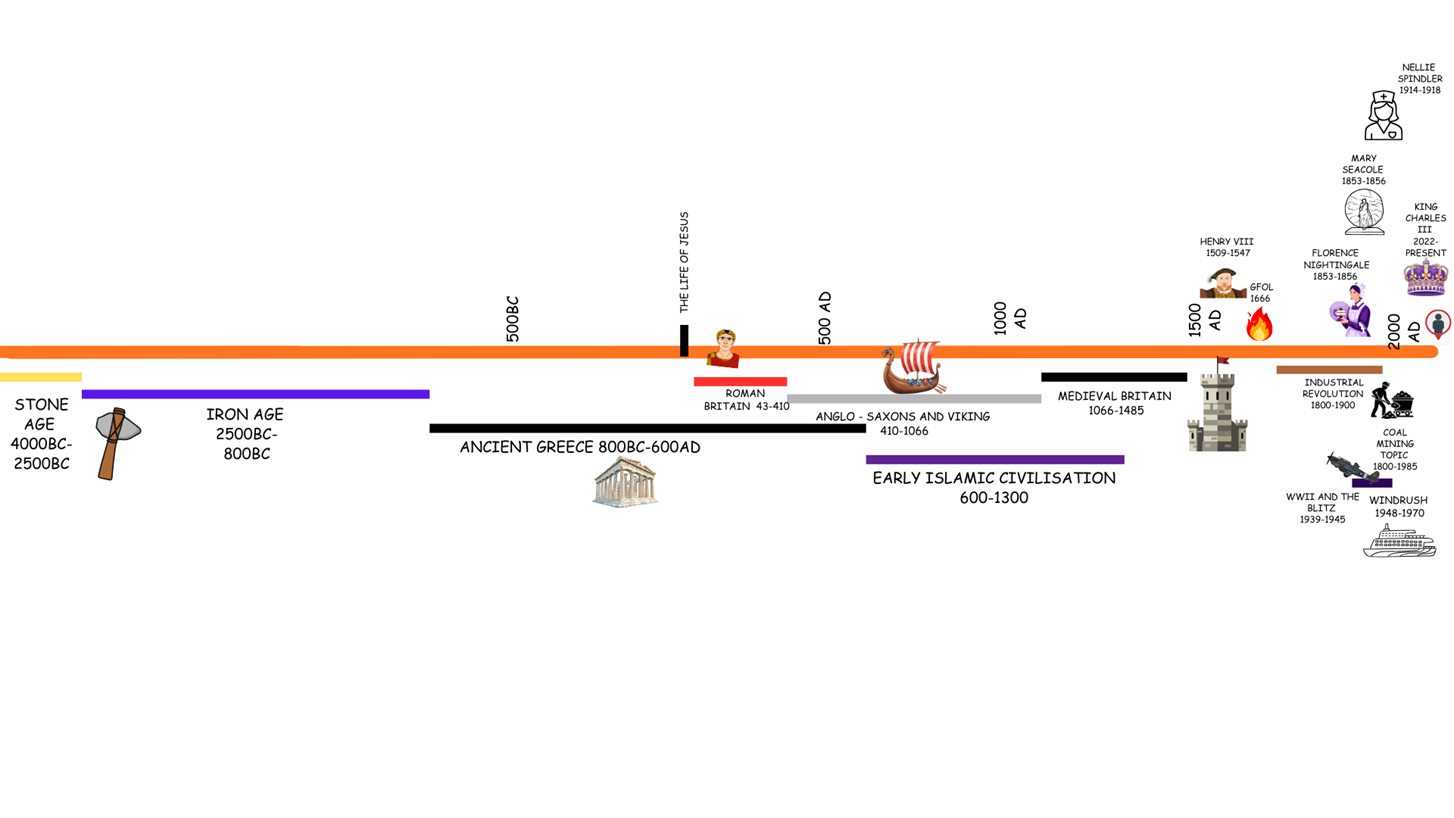 NELLIE
SPINDLER
1914-1918
MARY
SEACOLE
1853-1856
KING
CHARLES
III
2022-
PRESENT
THE LIFE OF JESUS
HENRY VIII
1509-1547
FLORENCE
NIGHTINGALE
1853-1856
GFOL
1666
500BC
500 AD
1000
AD
1500
AD
2000
AD
STONE
AGE
4000BC-
2500BC
IRON AGE
2500BC-
800BC
ANCIENT GREECE 800BC-600AD
ROMAN
BRITAIN 43-410
ANGLO - SAXONS AND VIKING
410-1066
EARLY ISLAMIC CIVILISATION
600-1300
MEDIEVAL BRITAIN
1066-1485
INDUSTRIAL
REVOLUTION
1800-1900
COAL
MINING
TOPIC
1800-1985
WWII AND THE
BLITZ
1939-1945
WINDRUSH
1948-1970